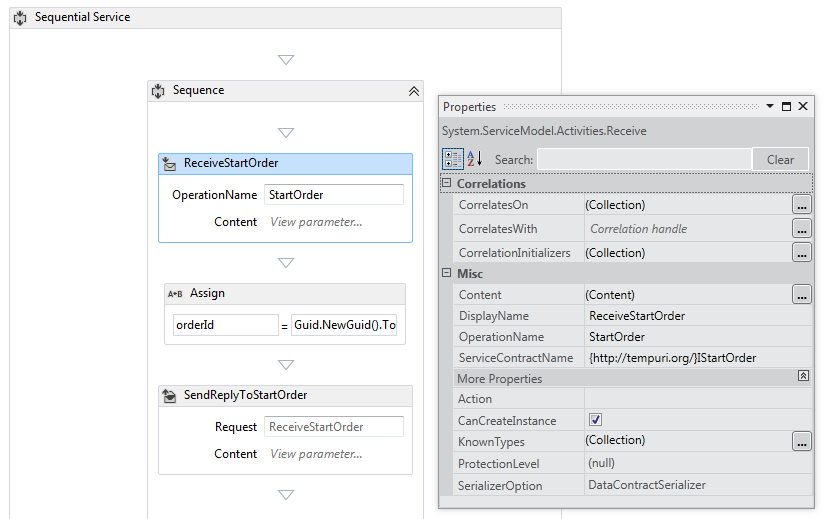 Sequential Service
Sequence
ReceiveStartOrder
OperationName StartOrder
Content View parameter...
Assign
A+B
orderId = Guid.NewGuid().To
SendReplyToStartOrder
Request ReceiveStartOrder
Content View parameter...
Properties
System.ServiceModel.Activities.Receive
A Z Search: Clear
Correlations
CorrelatesOn (Collection) ...
CorrelatesWith Correlation handle ...
CorrelationInitializers (Collection) ...
Misc
Content (Content) ...
DisplayName ReceiveStartOrder
OperationName StartOrder
ServiceContractName {http://tempuri.org/}IStartOrder
More Properties
Action
CanCreateInstance
KnownTypes (Collection) ...
ProtectionLevel (null)
SerializerOption DataContractSerializer